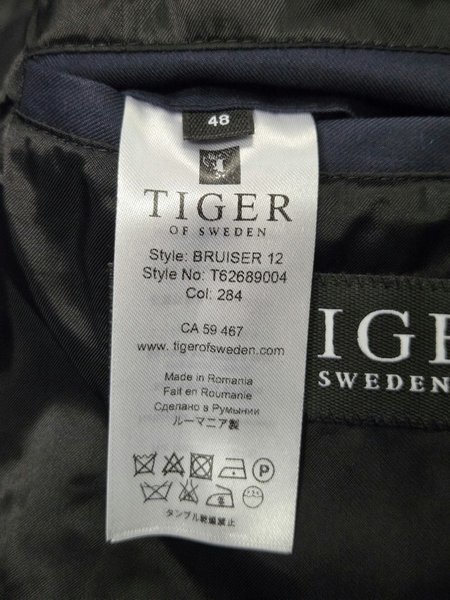 48
TIGER
OF SWEDEN
Style: BRUISER 12
Style No: T62689004
Col: 284
CA 59 467
www.tigerofsweden.com
Made in Romania
Fait en Roumanie
Сделано в Румынии
ルーマニア製
P
タンブル乾燥禁止
IGE
SWEDEN